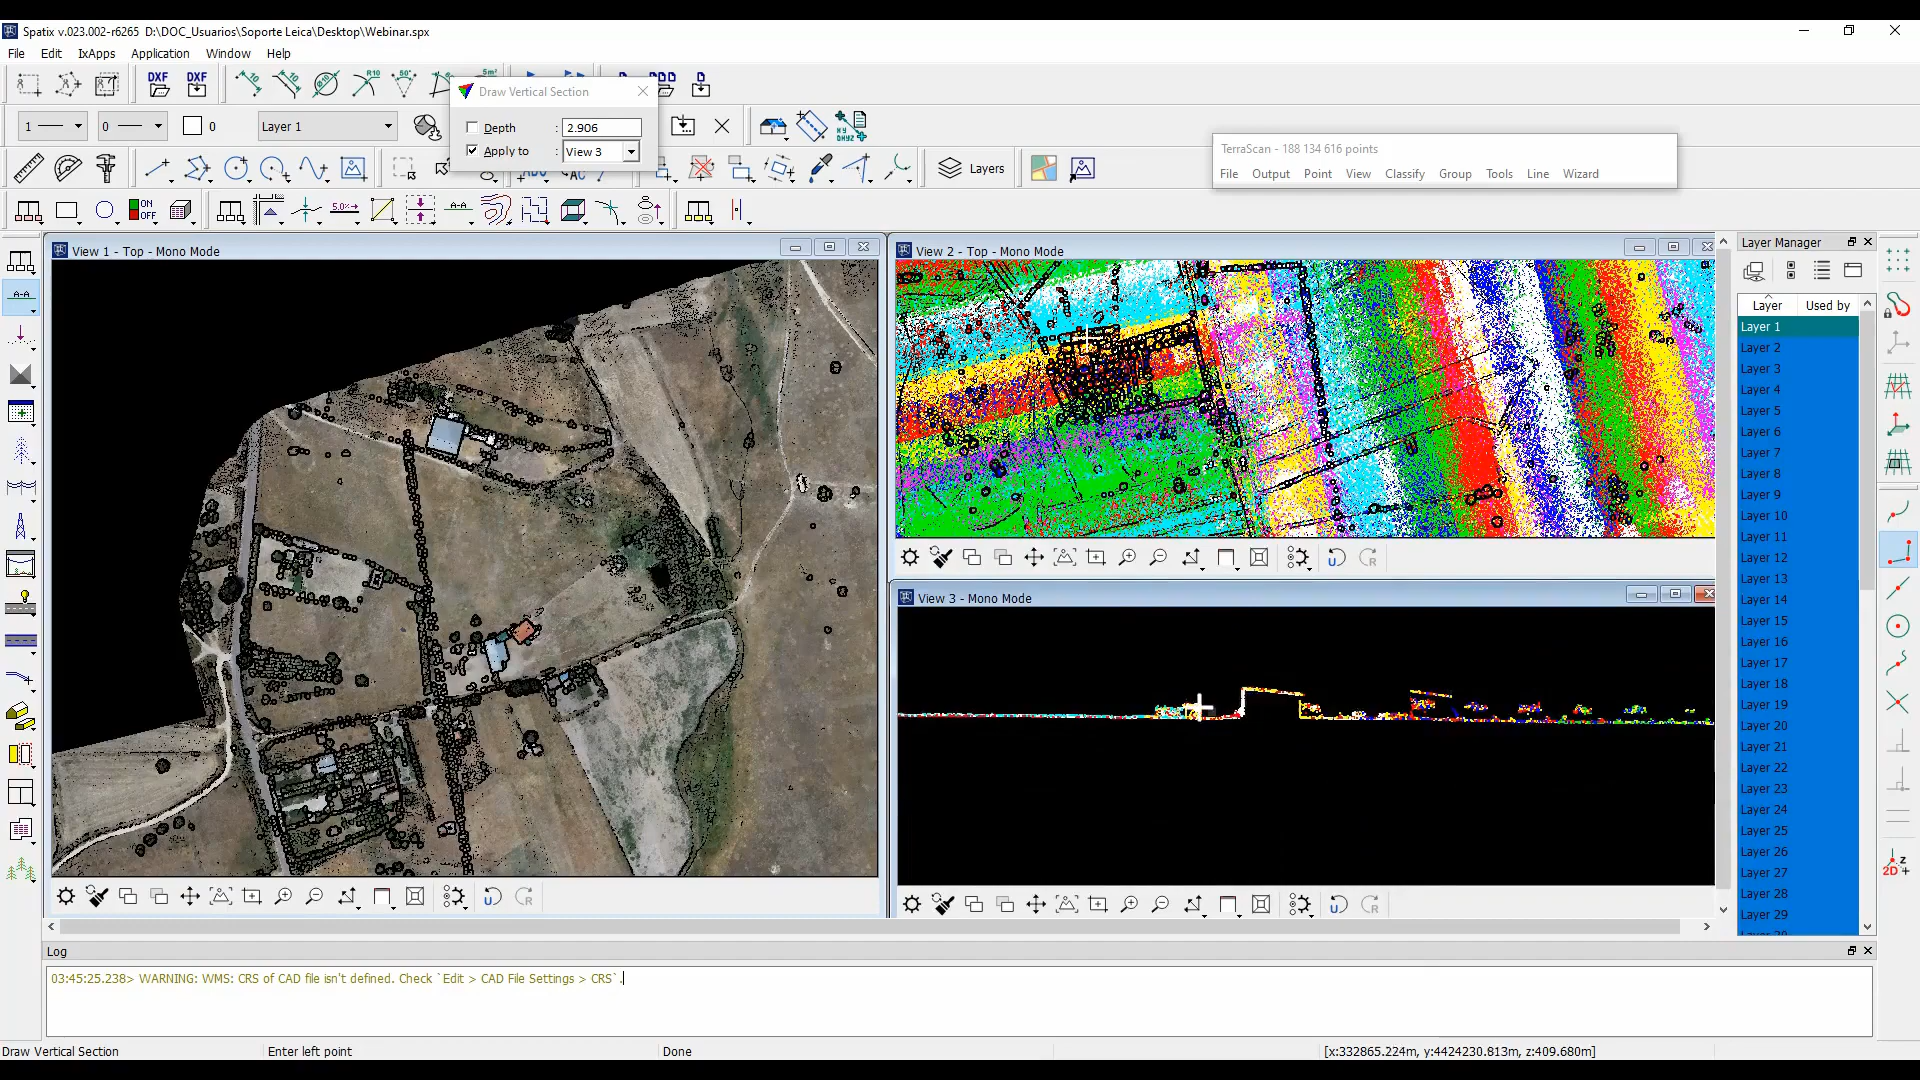 Spatix v.023.002-r6265 D:\DOC_Usuarios\Soporte Leica\Desktop\Webinar.spx
File Edit IxApps Application Window Help
DXF DXF
Draw Vertical Section
Depth : 2.906
Apply to : View 3
1 0 0 Layer 1
Layers
TerraScan - 188 134 616 points
File Output Point View Classify Group Tools Line Wizard
ON
OFF
5.0%
View 1 - Top - Mono Mode
View 2 - Top - Mono Mode
View 3 - Mono Mode
Layer Manager
Layer Used by
Layer 1
Layer 2
Layer 3
Layer 4
Layer 5
Layer 6
Layer 7
Layer 8
Layer 9
Layer 10
Layer 11
Layer 12
Layer 13
Layer 14
Layer 15
Layer 16
Layer 17
Layer 18
Layer 19
Layer 20
Layer 21
Layer 22
Layer 23
Layer 24
Layer 25
Layer 26
Layer 27
Layer 28
Layer 29
Log
03:45:25.238> WARNING: WMS: CRS of CAD file isn't defined. Check `Edit > CAD File Settings > CRS`.
Draw Vertical Section Enter left point Done [x:332865.224m, y:4424230.813m, z:409.680m]